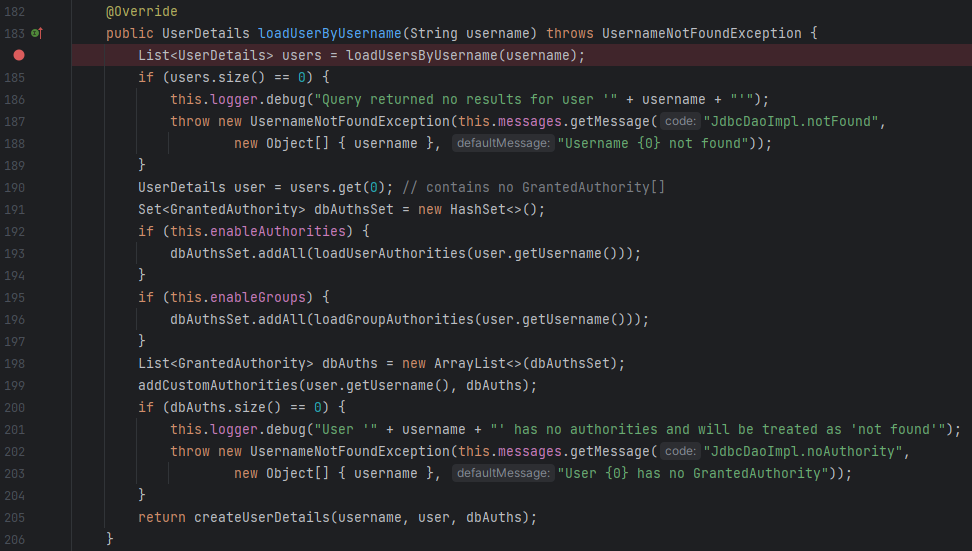 182 @Override
183 public UserDetails loadUserByUsername(String username) throws UsernameNotFoundException {
List<UserDetails> users = loadUsersByUsername(username);
185 if (users.size() == 0) {
186 this.logger.debug("Query returned no results for user '" + username + "'");
187 throw new UsernameNotFoundException(this.messages.getMessage( code: "JdbcDaoImpl.notFound",
188 new Object[] { username }, defaultMessage: "Username {0} not found"));
189 }
190 UserDetails user = users.get(0); // contains no GrantedAuthority[]
191 Set<GrantedAuthority> dbAuthsSet = new HashSet<>();
192 if (this.enableAuthorities) {
193 dbAuthsSet.addAll(loadUserAuthorities(user.getUsername()));
194 }
195 if (this.enableGroups) {
196 dbAuthsSet.addAll(loadGroupAuthorities(user.getUsername()));
197 }
198 List<GrantedAuthority> dbAuths = new ArrayList<>(dbAuthsSet);
199 addCustomAuthorities(user.getUsername(), dbAuths);
200 if (dbAuths.size() == 0) {
201 this.logger.debug("User '" + username + "' has no authorities and will be treated as 'not found'");
202 throw new UsernameNotFoundException(this.messages.getMessage( code: "JdbcDaoImpl.noAuthority",
203 new Object[] { username }, defaultMessage: "User {0} has no GrantedAuthority"));
204 }
205 return createUserDetails(username, user, dbAuths);
206 }